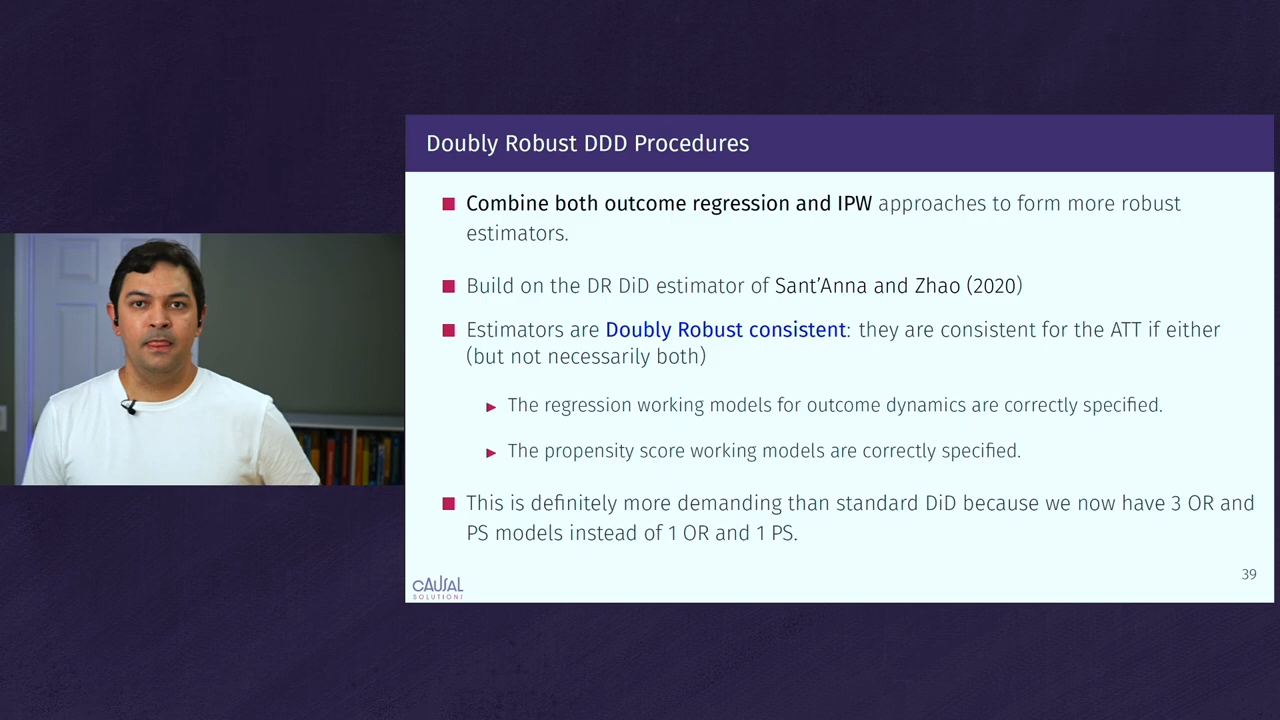 Doubly Robust DDD Procedures
Combine both outcome regression and IPW approaches to form more robust
estimators.
Build on the DR DiD estimator of Sant'Anna and Zhao (2020)
Estimators are Doubly Robust consistent: they are consistent for the ATT if either
(but not necessarily both)
The regression working models for outcome dynamics are correctly specified.
The propensity score working models are correctly specified.
This is definitely more demanding than standard DiD because we now have 3 OR and
PS models instead of 1 OR and 1 PS.
39
CAUSAL
SOLUTIONS